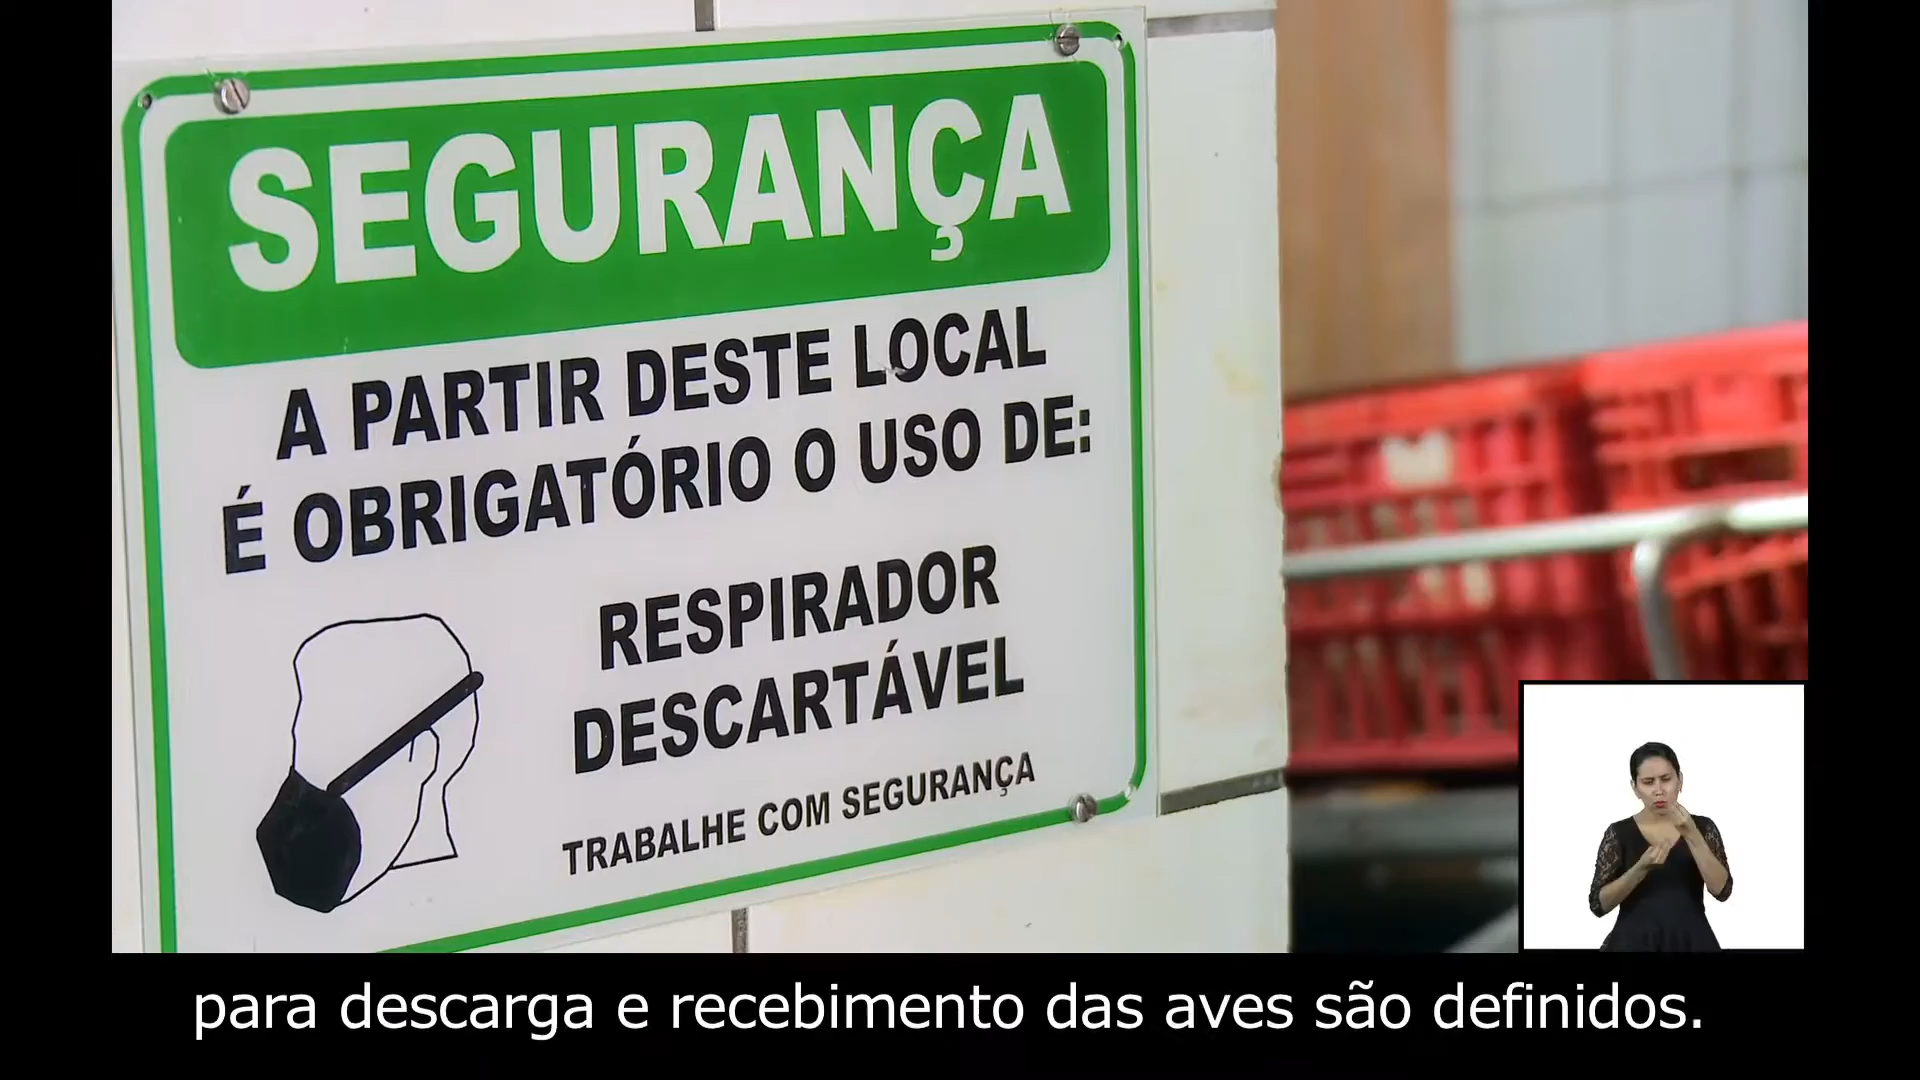 SEGURANÇA
A PARTIR DESTE LOCAL
É OBRIGATÓRIO O USO DE:
RESPIRADOR
DESCARTÁVEL
TRABALHE COM SEGURANÇA
para descarga e recebimento das aves são definidos.